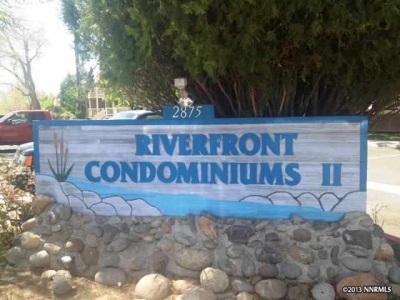 2875
RIVERFRONT
CONDOMINIUMS II
©2013 NNRMLS